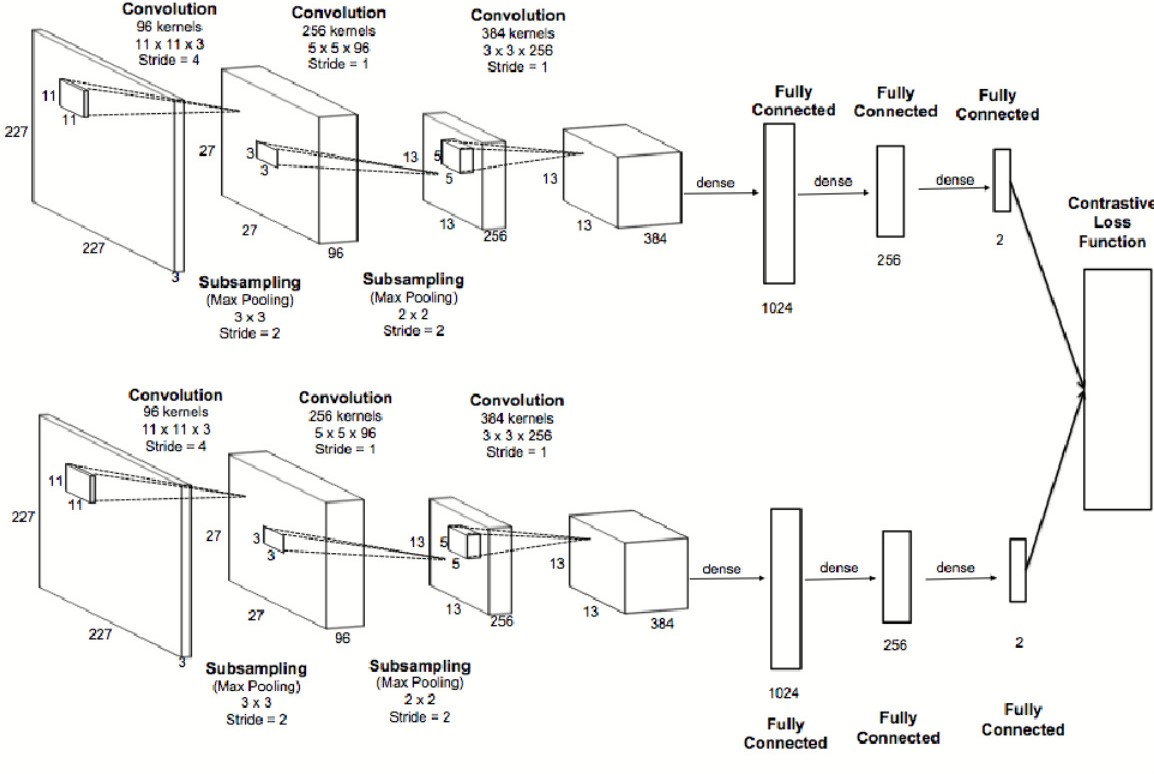 Convolution
96 kernels
11 x 11 x 3
Stride = 4
Convolution
256 kernels
5 x 5 x 96
Stride = 1
Convolution
384 kernels
3 x 3 x 256
Stride = 1
11
11
227
227
3
27
3
3
27
96
13
5
5
13
256
13
13
384
dense
Fully
Connected
1024
dense
Fully
Connected
256
dense
Fully
Connected
2
Contrastive
Loss
Function
Subsampling
(Max Pooling)
3 x 3
Stride = 2
Subsampling
(Max Pooling)
2 x 2
Stride = 2
Convolution
96 kernels
11 x 11 x 3
Stride = 4
Convolution
256 kernels
5 x 5 x 96
Stride = 1
Convolution
384 kernels
3 x 3 x 256
Stride = 1
11
11
227
227
3
27
3
3
27
96
13
5
5
13
256
13
13
384
dense
1024
Fully
Connected
dense
256
Fully
Connected
dense
2
Fully
Connected
Subsampling
(Max Pooling)
3 x 3
Stride = 2
Subsampling
(Max Pooling)
2 x 2
Stride = 2